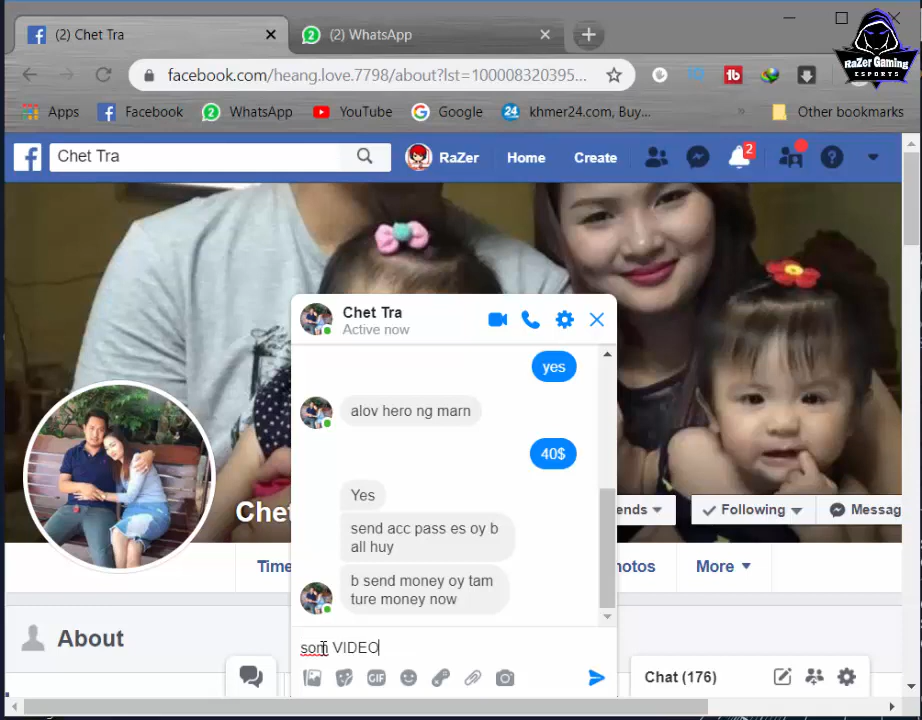 (2) Chet Tra
(2) WhatsApp
RaZer Gaming
ESPORTS
facebook.com/heang.love.7798/about?lst=100008320395...
Apps
Facebook
WhatsApp
YouTube
Google
khmer24.com, Buy,...
Other bookmarks
Chet Tra
RaZer
Home
Create
2
Chet Tra
Active now
yes
alov hero ng marn
40$
Yes
send acc pass es oy b
all huy
b send money oy tam
ture money now
som VIDEO
GIF
Chet
ends
Following
Messag
Time
hotos
More
About
Chat (176)